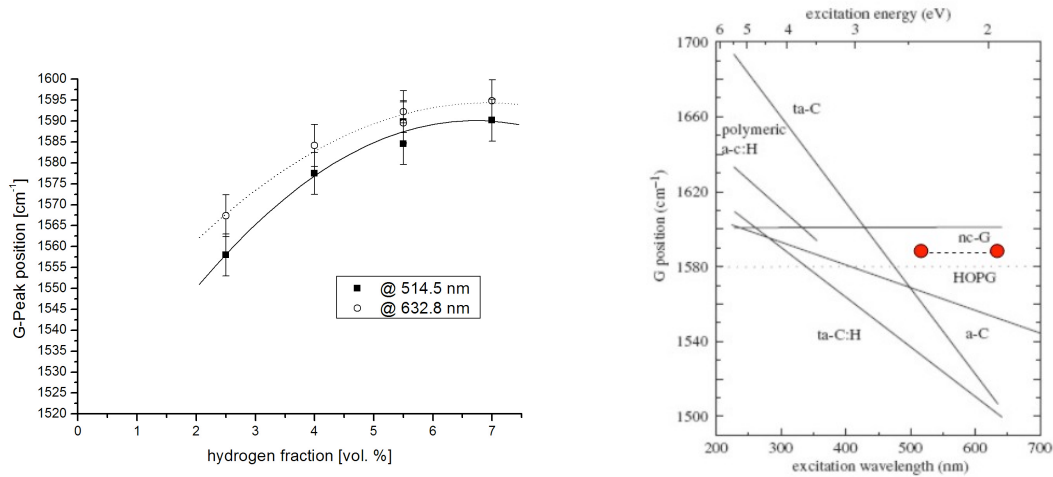 G-Peak position [cm⁻¹]
1600
1595
1590
1585
1580
1575
1570
1565
1560
1555
1550
1545
1540
1535
1530
1525
1520
0 1 2 3 4 5 6 7
hydrogen fraction [vol. %]
@ 514.5 nm
@ 632.8 nm
excitation energy (eV)
6 5 4 3 2
G position (cm⁻¹)
1700
1660
1620
1580
1540
1500
ta-C
polymeric
a-c:H
nc-G
HOPG
a-C
ta-C:H
200 300 400 500 600 700
excitation wavelength (nm)